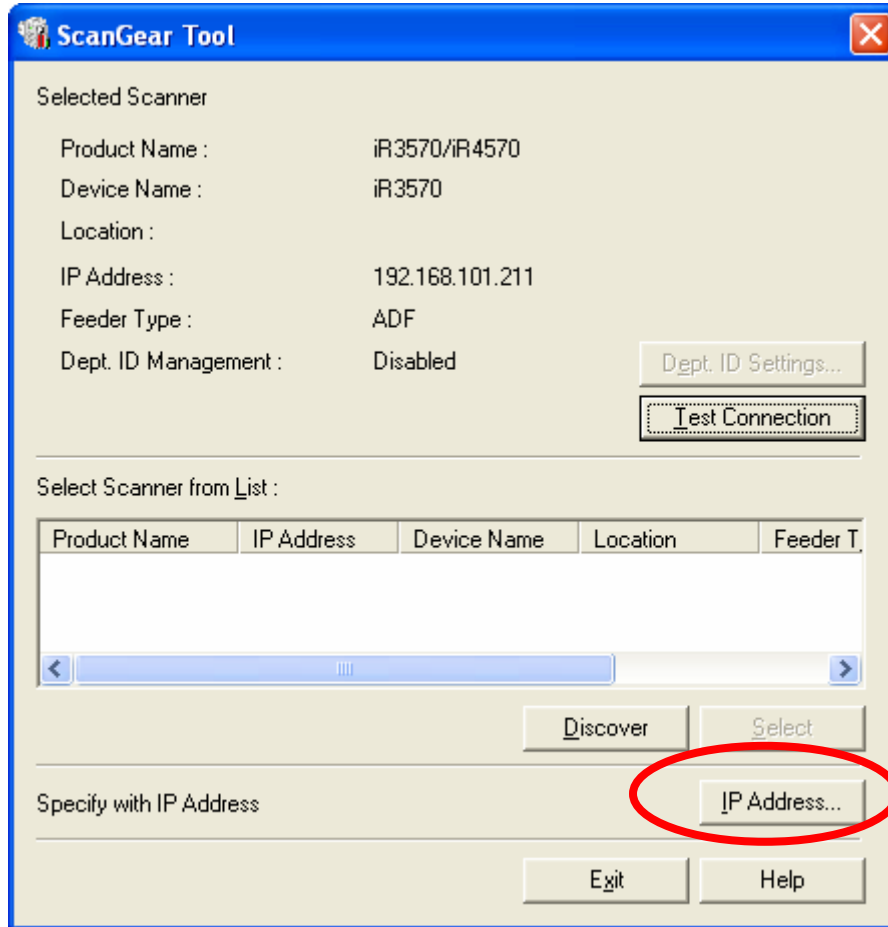 ScanGear Tool
Selected Scanner
Product Name : iR3570/iR4570
Device Name : iR3570
Location :
IP Address : 192.168.101.211
Feeder Type : ADF
Dept. ID Management : Disabled Dept. ID Settings...
Test Connection
Select Scanner from List :
Product Name IP Address Device Name Location Feeder T
Discover Select
Specify with IP Address IP Address...
Exit Help